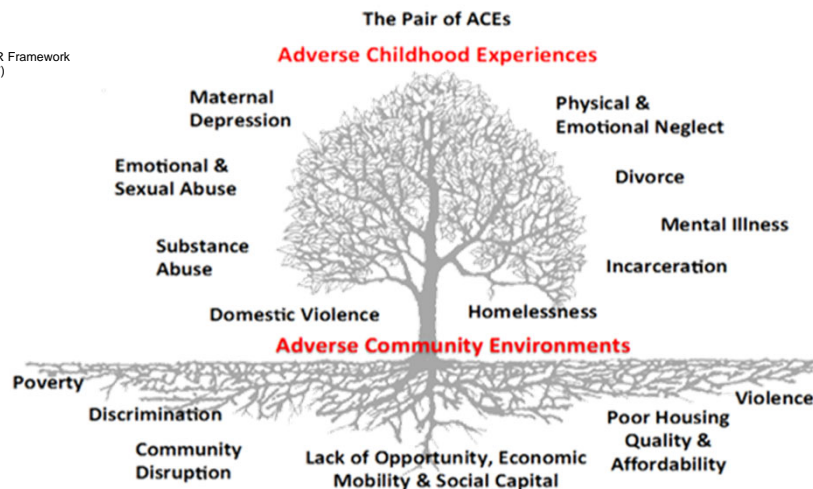 The Pair of ACEs
R Framework
)
Adverse Childhood Experiences
Maternal
Depression
Physical &
Emotional Neglect
Emotional &
Sexual Abuse
Divorce
Mental Illness
Substance
Abuse
Incarceration
Domestic Violence
Homelessness
Adverse Community Environments
Poverty
Violence
Discrimination
Poor Housing
Quality &
Affordability
Community
Disruption
Lack of Opportunity, Economic
Mobility & Social Capital